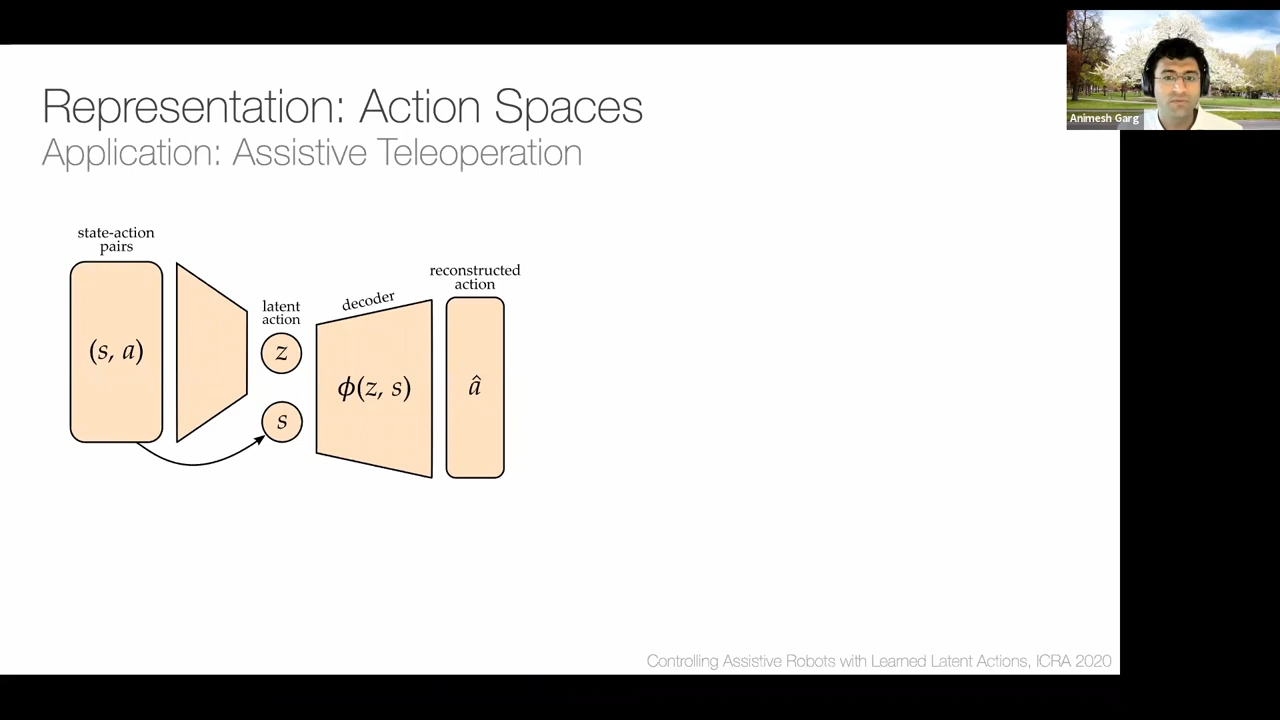 Representation: Action Spaces
Application: Assistive Teleoperation
Animesh Garg
state-action
pairs
(s, a)
latent
action
z
s
decoder
ϕ(z, s)
reconstructed
action
â
Controlling Assistive Robots with Learned Latent Actions, ICRA 2020